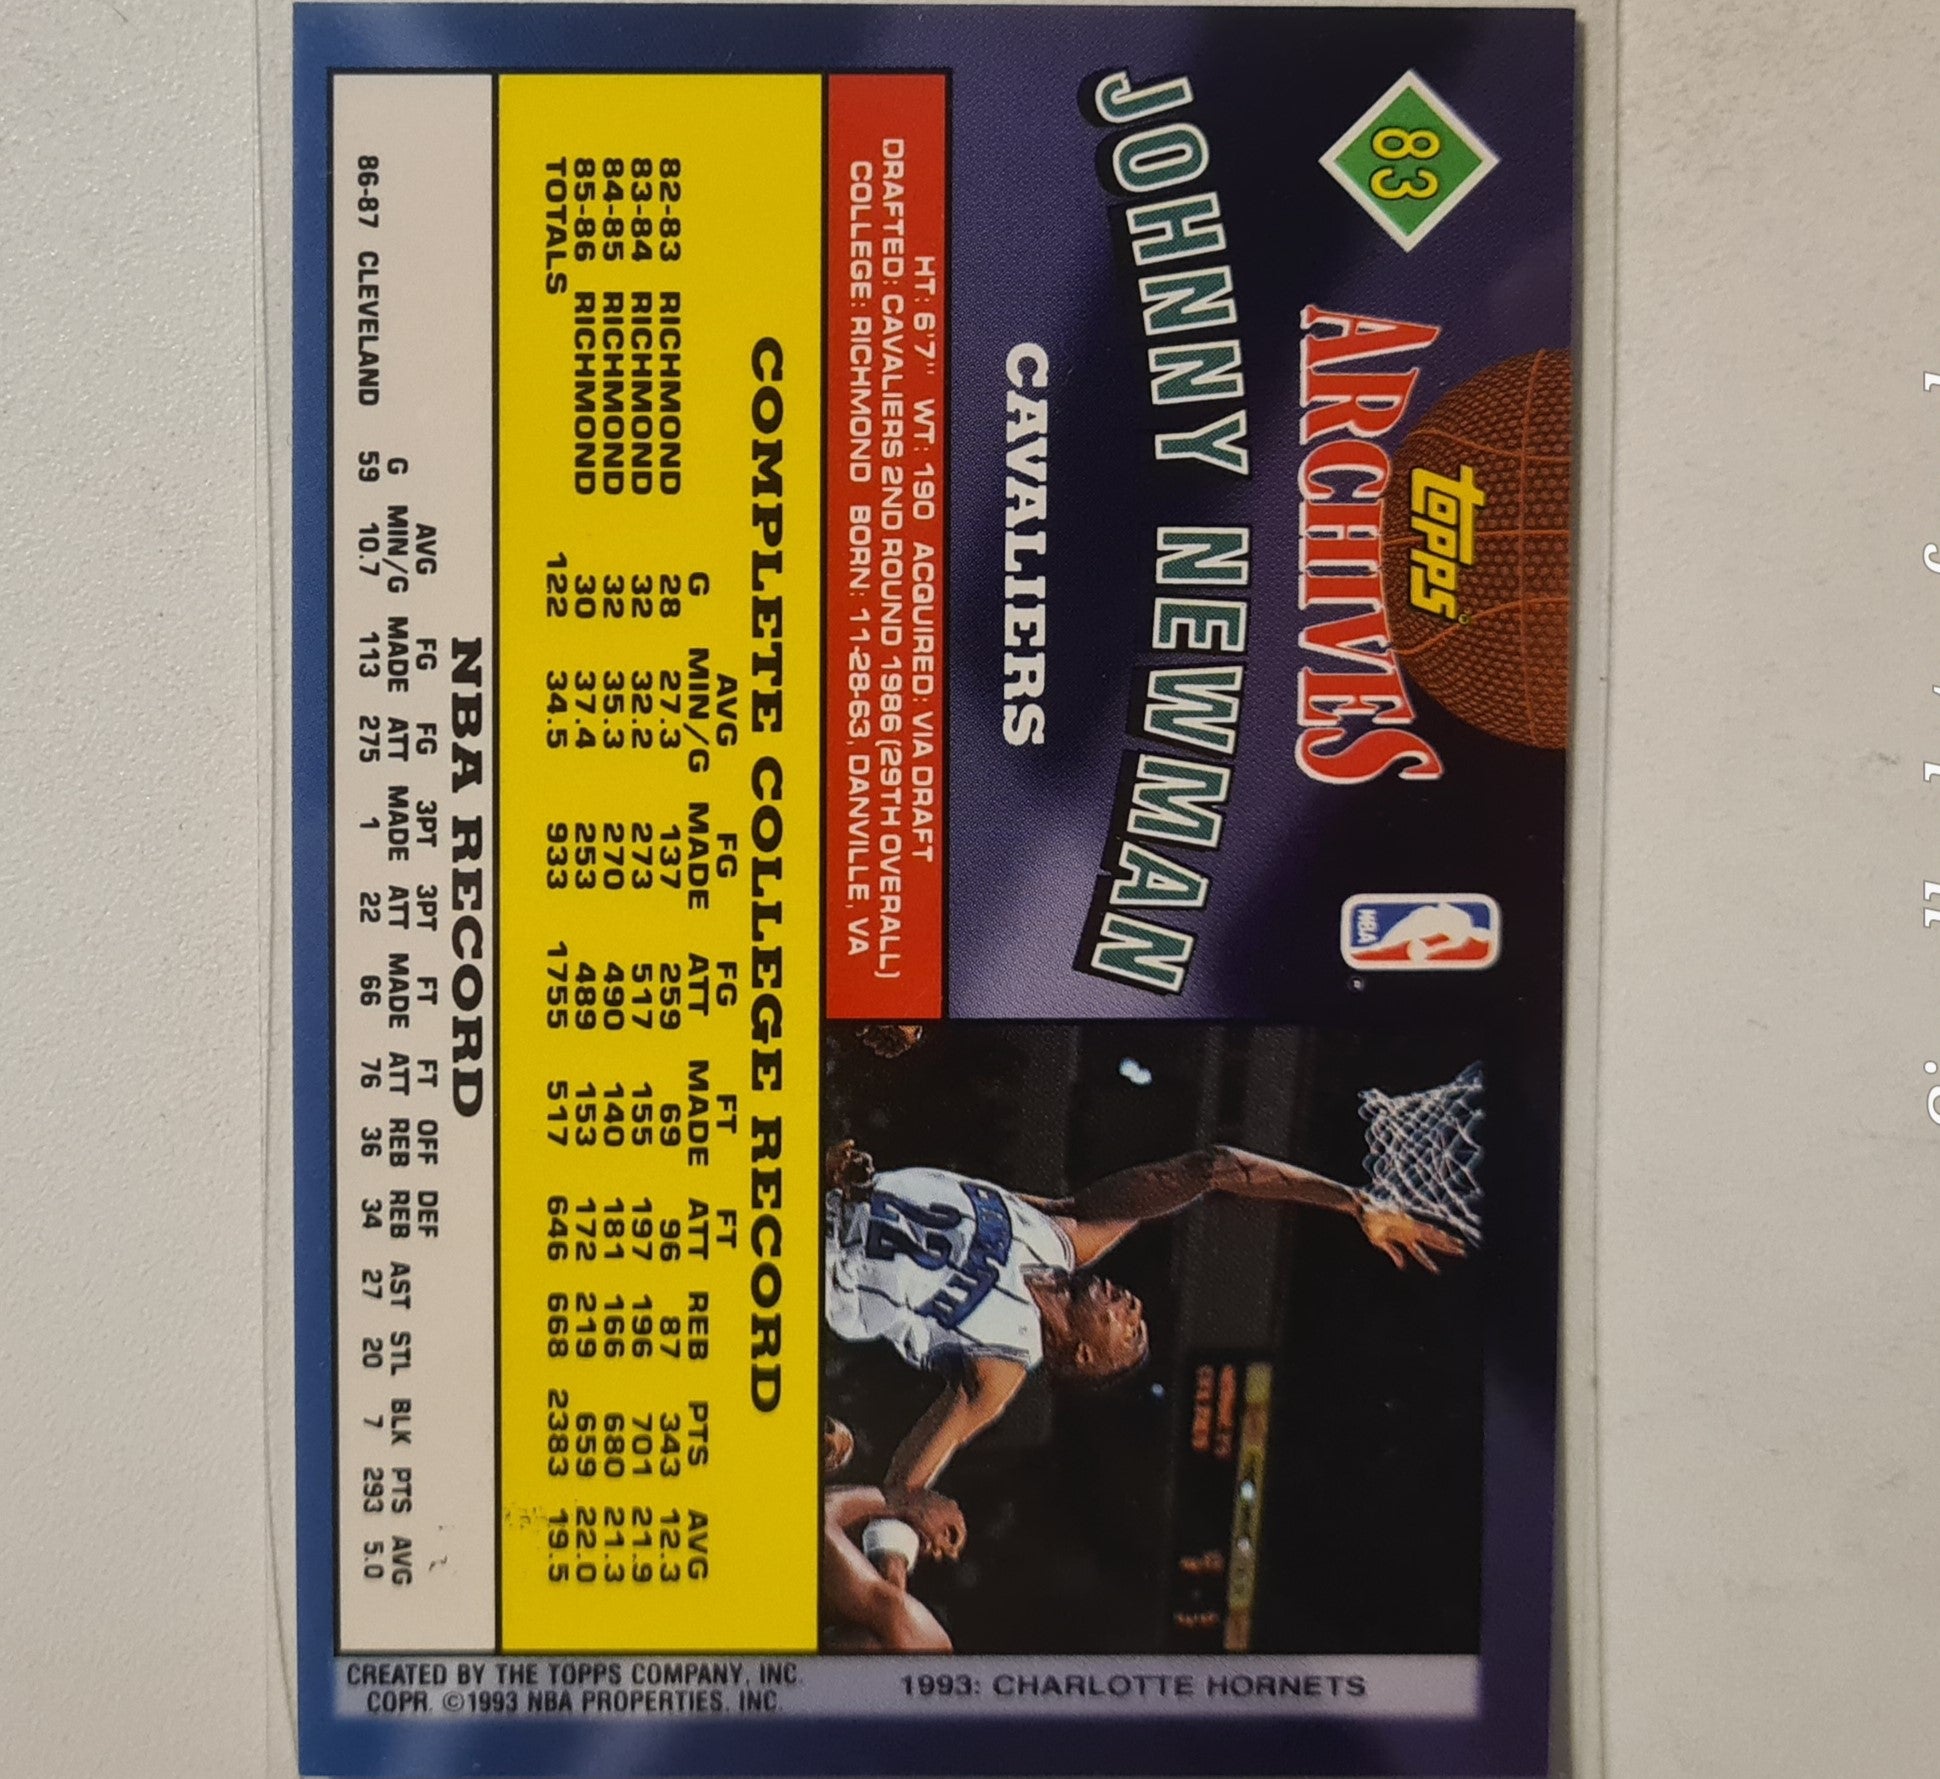 83
topps
ARCHIVES
NBA
JOHNNY NEWMAN
CAVALIERS
HT: 6'7" WT: 190 ACQUIRED: VIA DRAFT
DRAFTED: CAVALIERS 2ND ROUND 1986 (29TH OVERALL)
COLLEGE: RICHMOND BORN: 11-28-63, DANVILLE, VA
22
COMPLETE COLLEGE RECORD
AVG FG FG FT FT
G MIN/G MADE ATT MADE ATT REB PTS AVG
82-83 RICHMOND 28 27.3 137 259 69 96 87 343 12.3
83-84 RICHMOND 32 32.2 273 517 155 197 196 701 21.9
84-85 RICHMOND 32 35.3 270 490 140 181 166 680 21.3
85-86 RICHMOND 30 37.4 253 489 153 172 219 659 22.0
TOTALS 122 34.5 933 1755 517 646 668 2383 19.5
NBA RECORD
AVG FG FG 3PT 3PT FT FT OFF DEF
G MIN/G MADE ATT MADE ATT MADE ATT REB REB AST STL BLK PTS AVG
86-87 CLEVELAND 59 10.7 113 275 1 22 66 76 36 34 27 20 7 293 5.0
1993: CHARLOTTE HORNETS
CREATED BY THE TOPPS COMPANY, INC.
COPR. ©1993 NBA PROPERTIES, INC.